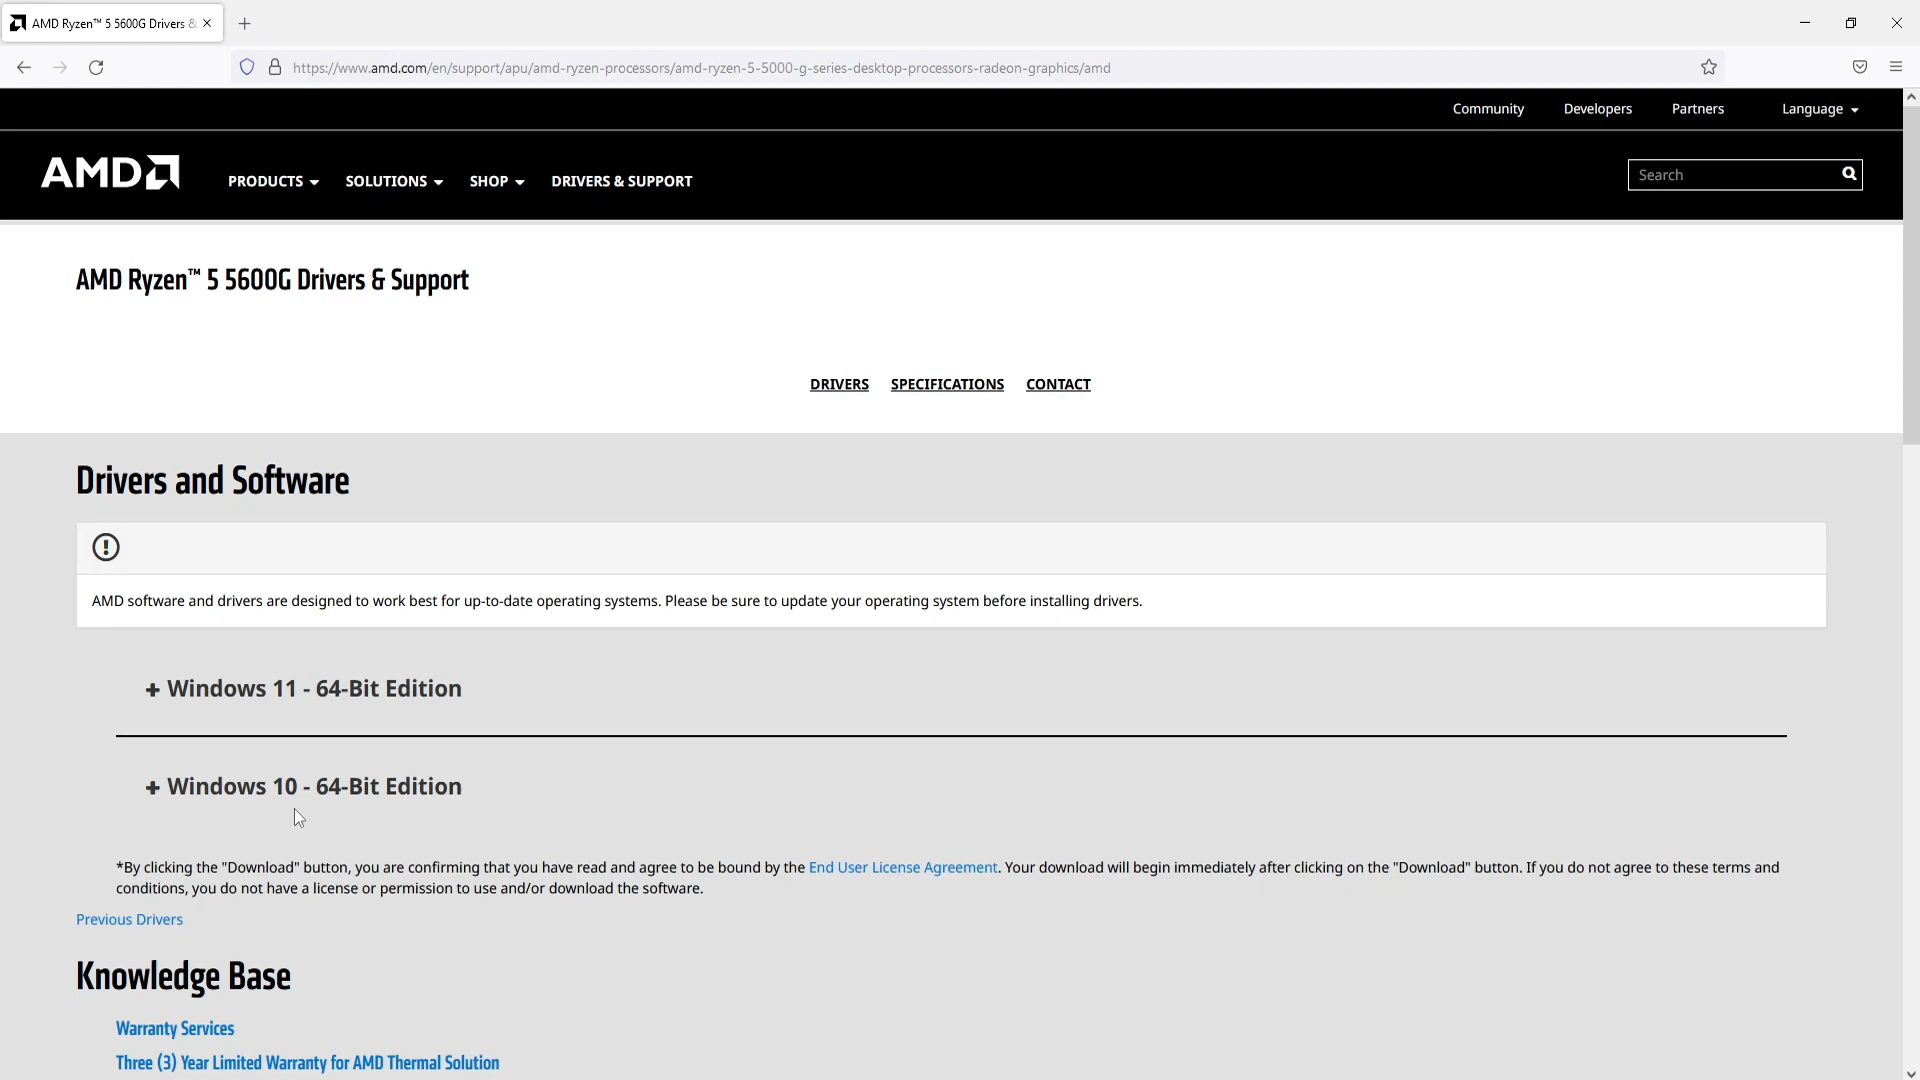 AMD Ryzen™ 5 5600G Drivers &
https://www.amd.com/en/support/apu/amd-ryzen-processors/amd-ryzen-5-5000-g-series-desktop-processors-radeon-graphics/amd
Community Developers Partners Language
AMD PRODUCTS SOLUTIONS SHOP DRIVERS & SUPPORT Search
AMD Ryzen™ 5 5600G Drivers & Support
DRIVERS SPECIFICATIONS CONTACT
Drivers and Software
AMD software and drivers are designed to work best for up-to-date operating systems. Please be sure to update your operating system before installing drivers.
+ Windows 11 - 64-Bit Edition
+ Windows 10 - 64-Bit Edition
*By clicking the "Download" button, you are confirming that you have read and agree to be bound by the End User License Agreement. Your download will begin immediately after clicking on the "Download" button. If you do not agree to these terms and
conditions, you do not have a license or permission to use and/or download the software.
Previous Drivers
Knowledge Base
Warranty Services
Three (3) Year Limited Warranty for AMD Thermal Solution